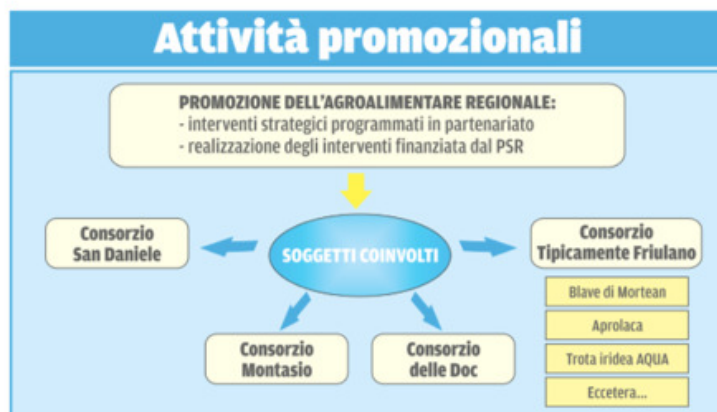 Attività promozionali
PROMOZIONE DELL'AGROALIMENTARE REGIONALE:
- interventi strategici programmati in partenariato
- realizzazione degli interventi finanziata dal PSR
SOGGETTI COINVOLTI
Consorzio
San Daniele
Consorzio
Montasio
Consorzio
delle Doc
Consorzio
Tipicamente Friulano
Blave di Mortean
Aprolaca
Trota iridea AQUA
Eccetera...